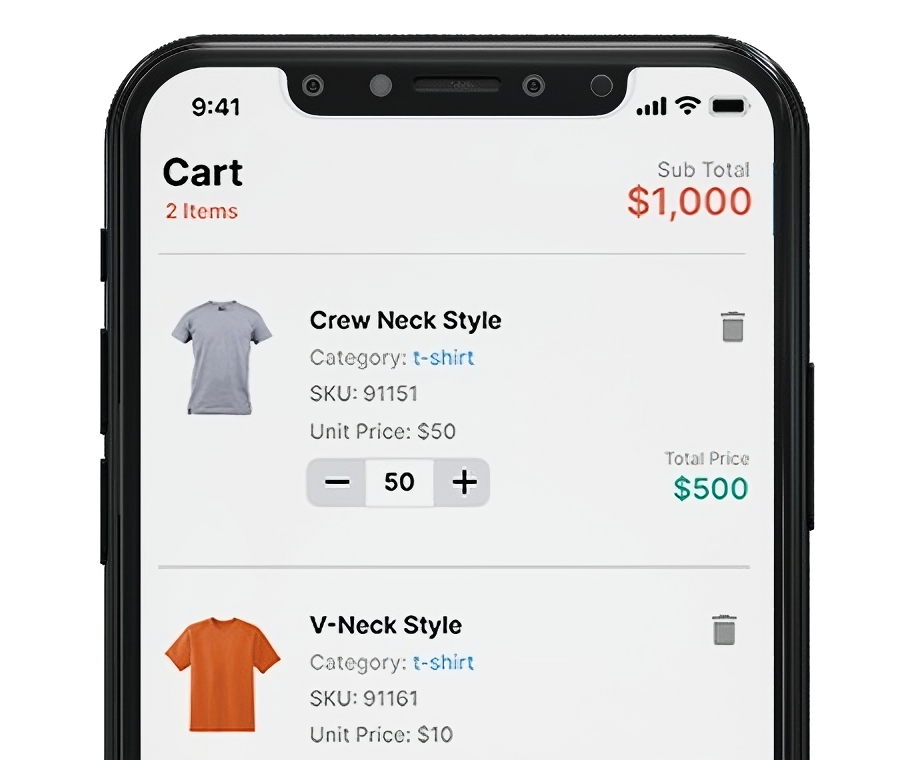 9:41
Cart
2 Items
Sub Total
$1,000
Crew Neck Style
Category: t-shirt
SKU: 91151
Unit Price: $50
− 50 +
Total Price
$500
V-Neck Style
Category: t-shirt
SKU: 91161
Unit Price: $10